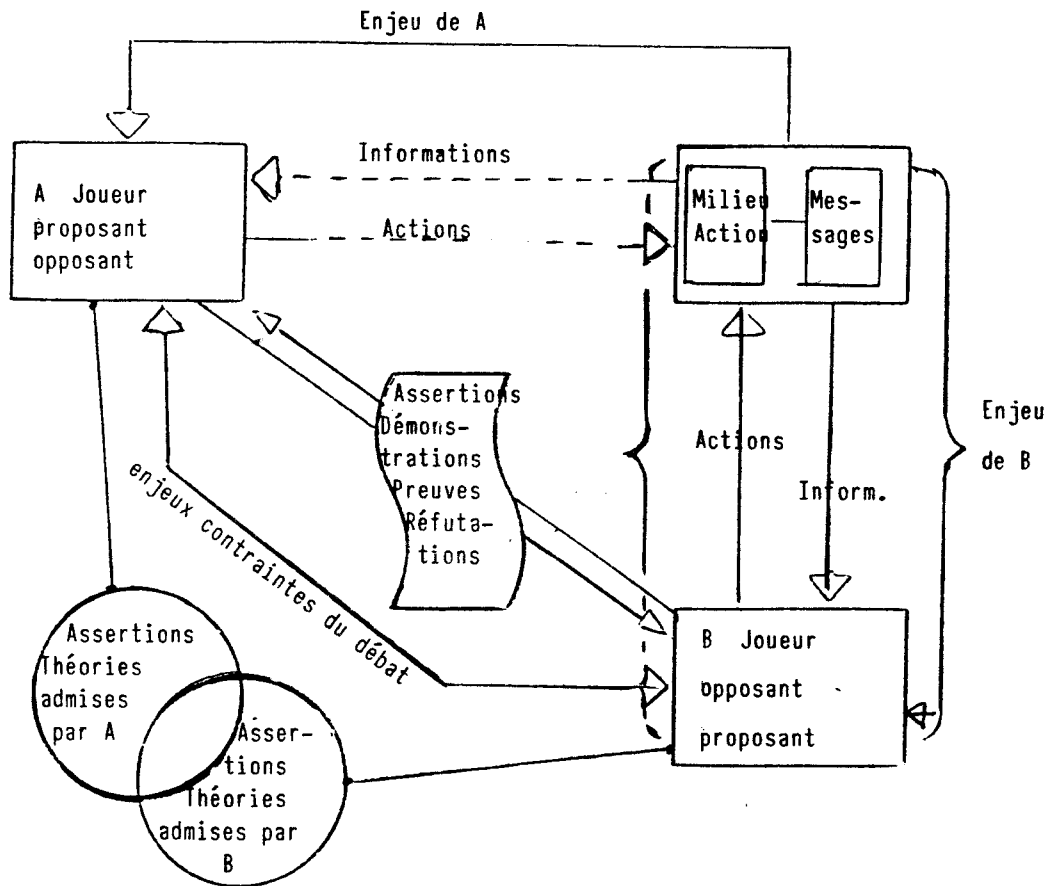 Enjeu de A
Informations
A Joueur
proposant
opposant
Actions
Milieu
Action
Mes-
sages
Assertions
Démons-
trations
Preuves
Réfuta-
tions
Actions
Inform.
Enjeu
de B
enjeux contraintes du débat
Assertions
Théories
admises
par A
Asser-
tions
Théories
admises par
B
B Joueur
opposant
proposant